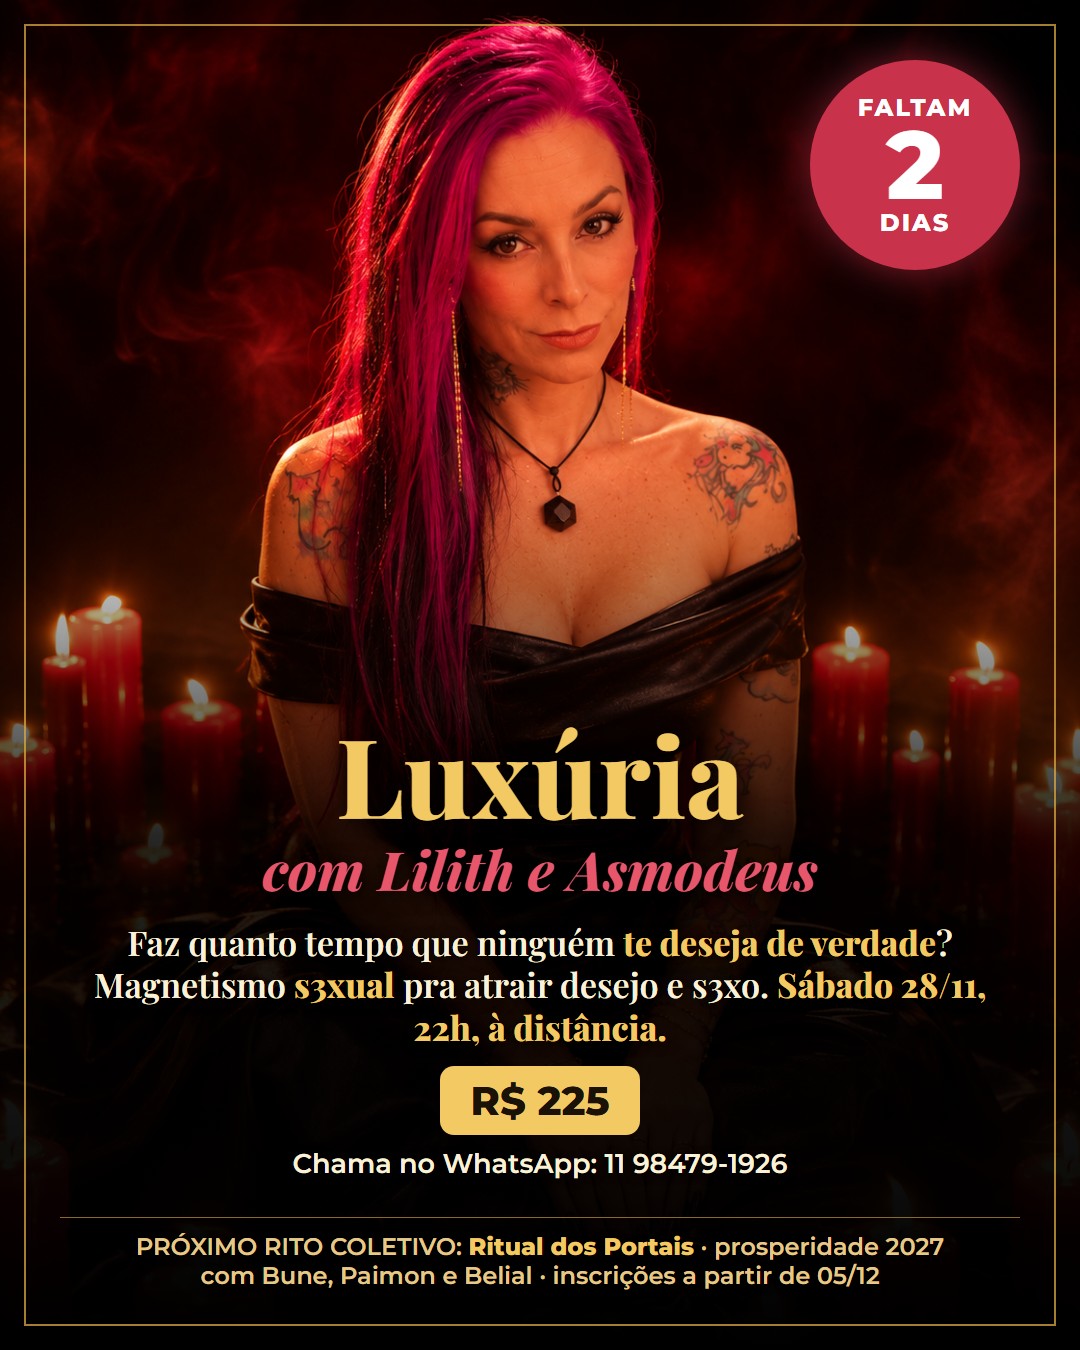 FALTAM
2
DIAS
Luxúria
com Lilith e Asmodeus
Faz quanto tempo que ninguém te deseja de verdade?
Magnetismo s3xual pra atrair desejo e s3xo. Sábado 28/11,
22h, à distância.
R$ 225
Chama no WhatsApp: 11 98479-1926
PRÓXIMO RITO COLETIVO: Ritual dos Portais · prosperidade 2027
com Bune, Paimon e Belial · inscrições a partir de 05/12